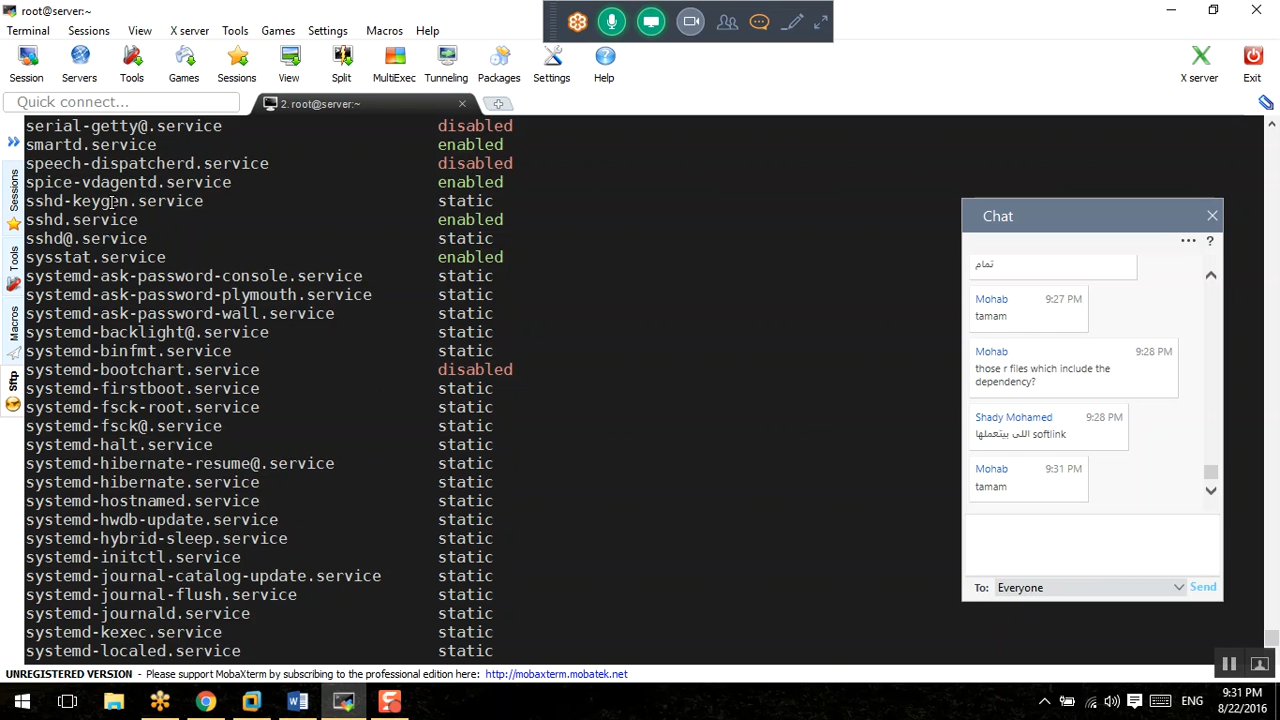 root@server:~
Terminal Sessions View X server Tools Games Settings Macros Help
Session Servers Tools Games Sessions View Split MultiExec Tunneling Packages Settings Help X server Exit
Quick connect...
2. root@server:~
Sessions
Tools
Macros
Sftp
serial-getty@.service disabled
smartd.service enabled
speech-dispatcherd.service disabled
spice-vdagentd.service enabled
sshd-keygen.service static
sshd.service enabled
sshd@.service static
sysstat.service enabled
systemd-ask-password-console.service static
systemd-ask-password-plymouth.service static
systemd-ask-password-wall.service static
systemd-backlight@.service static
systemd-binfmt.service static
systemd-bootchart.service disabled
systemd-firstboot.service static
systemd-fsck-root.service static
systemd-fsck@.service static
systemd-halt.service static
systemd-hibernate-resume@.service static
systemd-hibernate.service static
systemd-hostnamed.service static
systemd-hwdb-update.service static
systemd-hybrid-sleep.service static
systemd-initctl.service static
systemd-journal-catalog-update.service static
systemd-journal-flush.service static
systemd-journald.service static
systemd-kexec.service static
systemd-localed.service static
Chat
تمام
Mohab 9:27 PM
tamam
Mohab 9:28 PM
those r files which include the
dependency?
Shady Mohamed 9:28 PM
اللى بيتعملها softlink
Mohab 9:31 PM
tamam
To: Everyone Send
UNREGISTERED VERSION - Please support MobaXterm by subscribing to the professional edition here: http://mobaxterm.mobatek.net
ENG
9:31 PM
8/22/2016